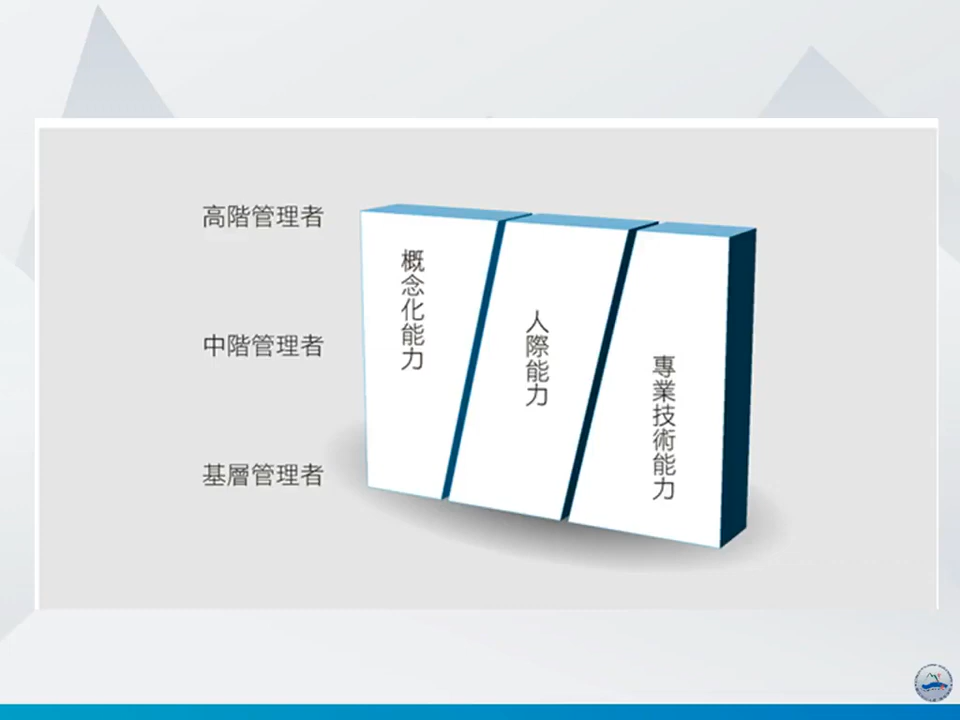 高階管理者
中階管理者
基層管理者
概念化能力
人際能力
專業技術能力